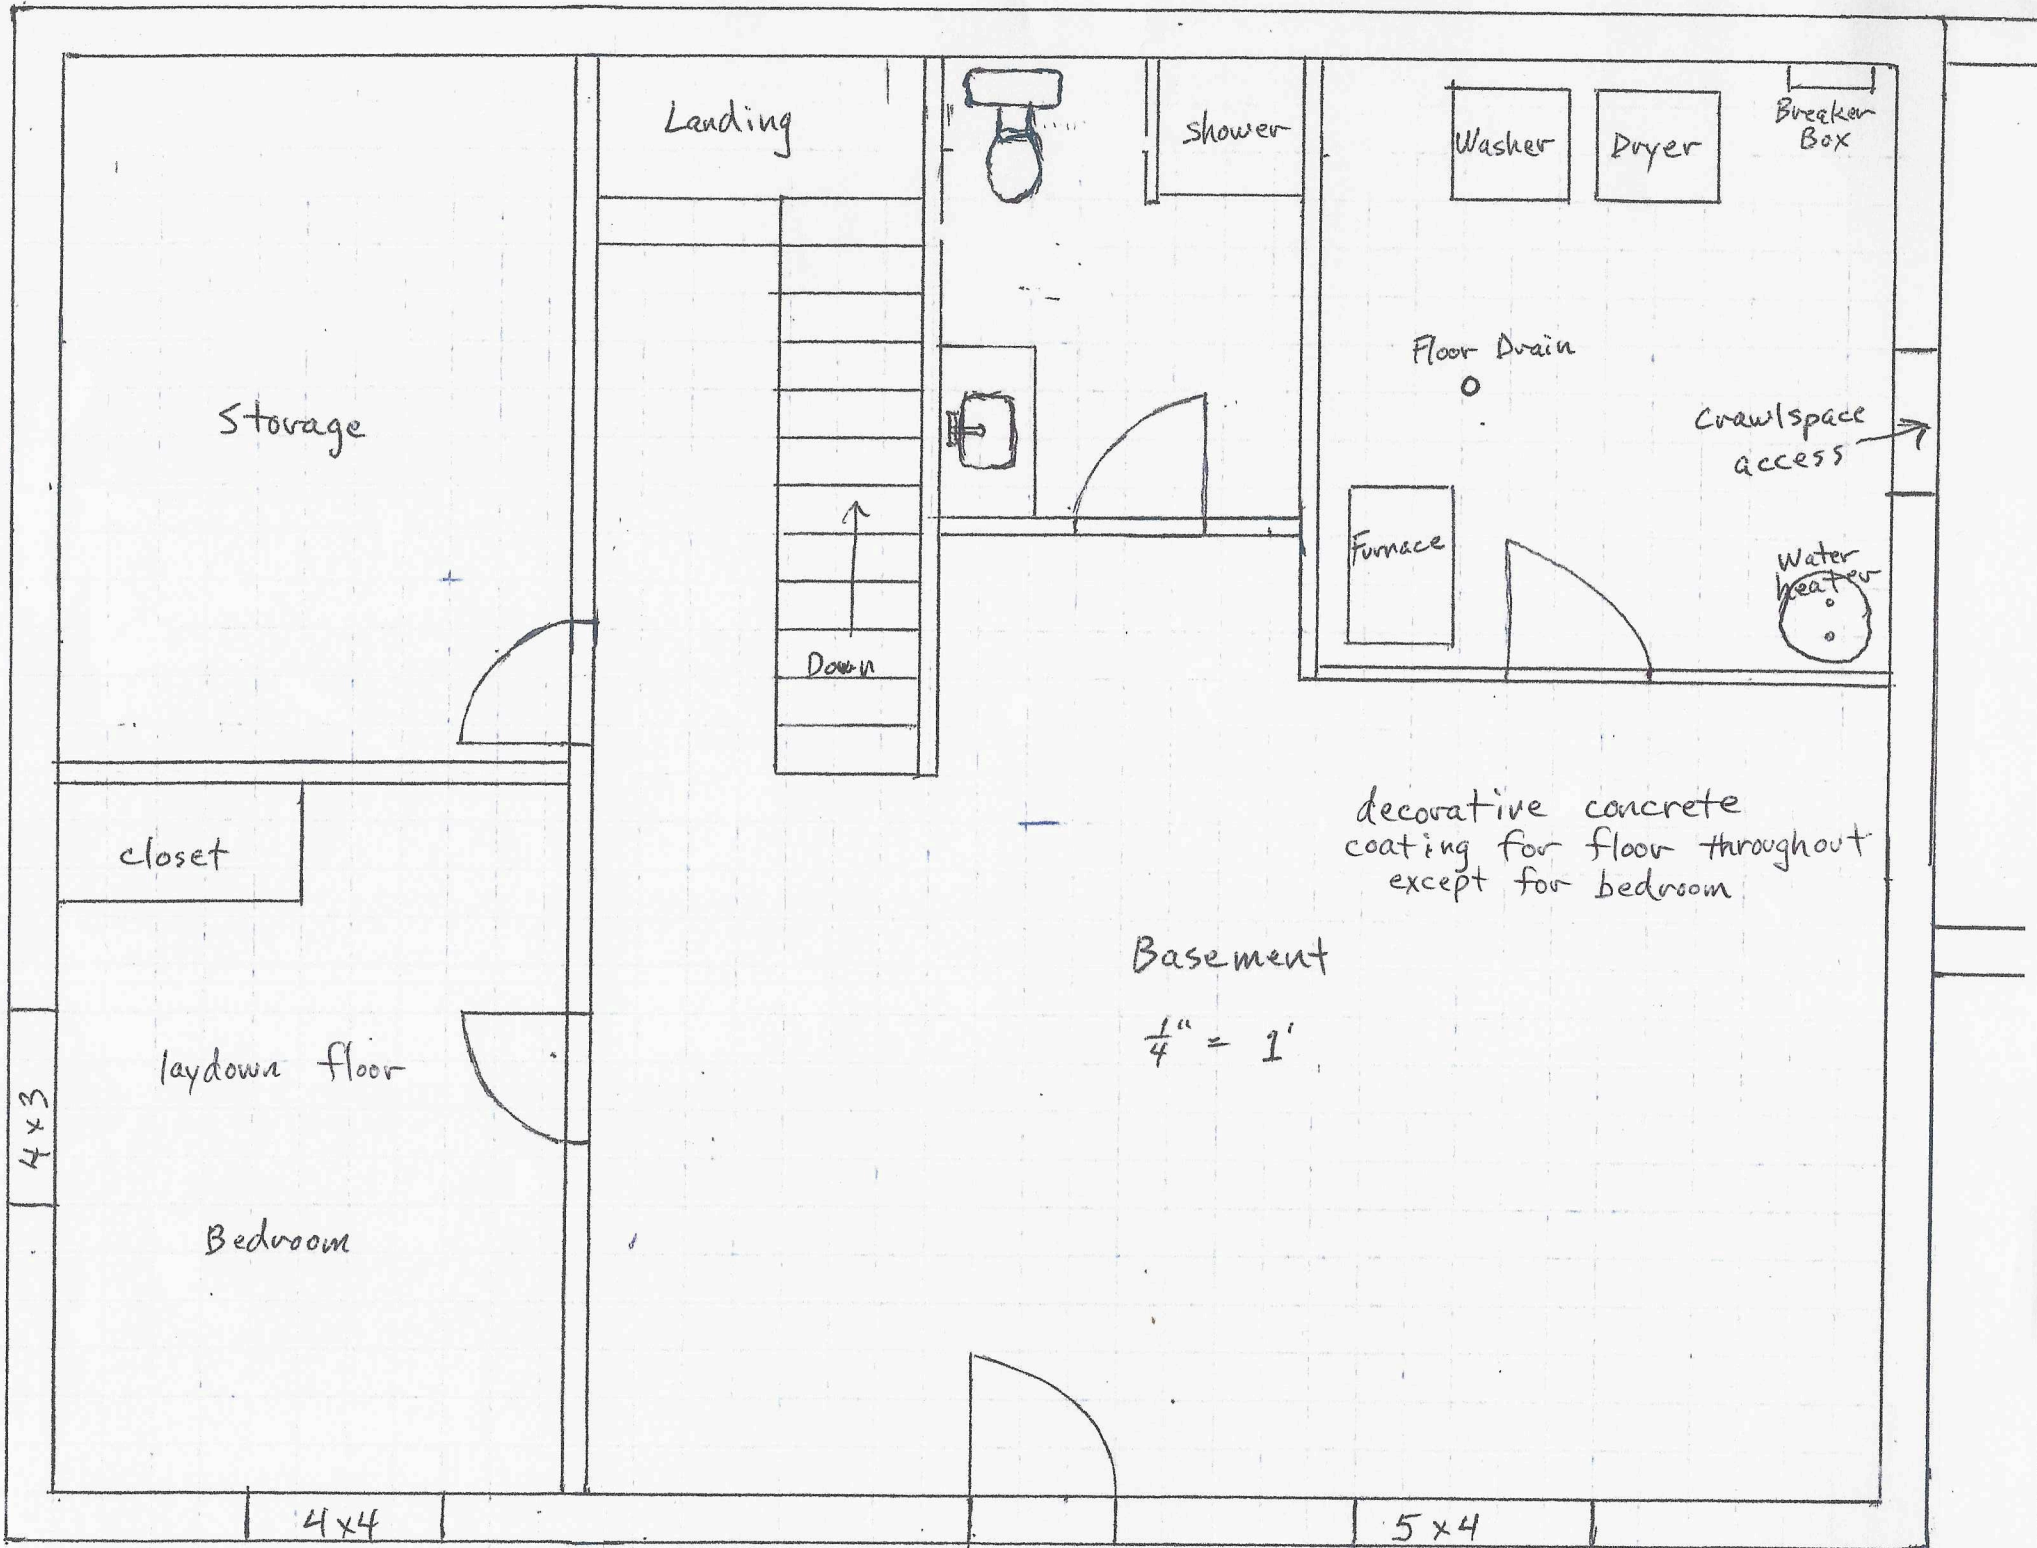 Landing
shower
Washer
Dryer
Breaker
Box
Floor Drain
Storage
Crawlspace
access
Furnace
Water
heater
Down
decorative concrete
coating for floor throughout
except for bedroom
closet
Basement
1/4" = 1'
laydown floor
4x3
Bedroom
4x4
5x4